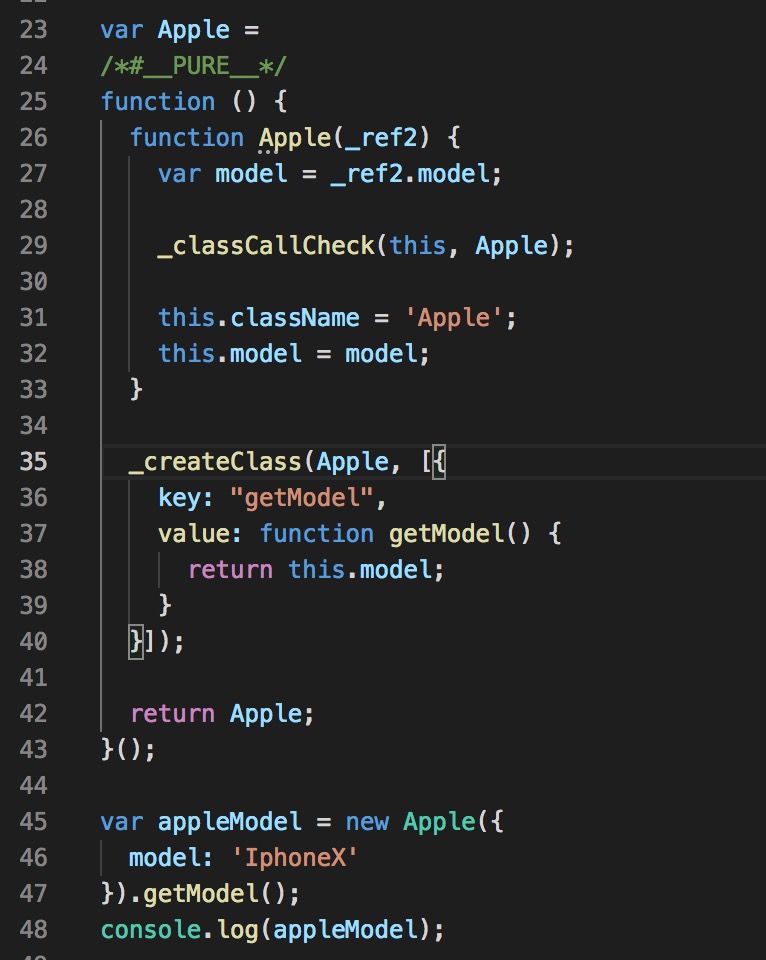 23 var Apple =
24 /*#__PURE__*/
25 function () {
26 function Apple(_ref2) {
27 var model = _ref2.model;
28
29 _classCallCheck(this, Apple);
30
31 this.className = 'Apple';
32 this.model = model;
33 }
34
35 _createClass(Apple, [{
36 key: "getModel",
37 value: function getModel() {
38 return this.model;
39 }
40 }]);
41
42 return Apple;
43 }();
44
45 var appleModel = new Apple({
46 model: 'IphoneX'
47 }).getModel();
48 console.log(appleModel);